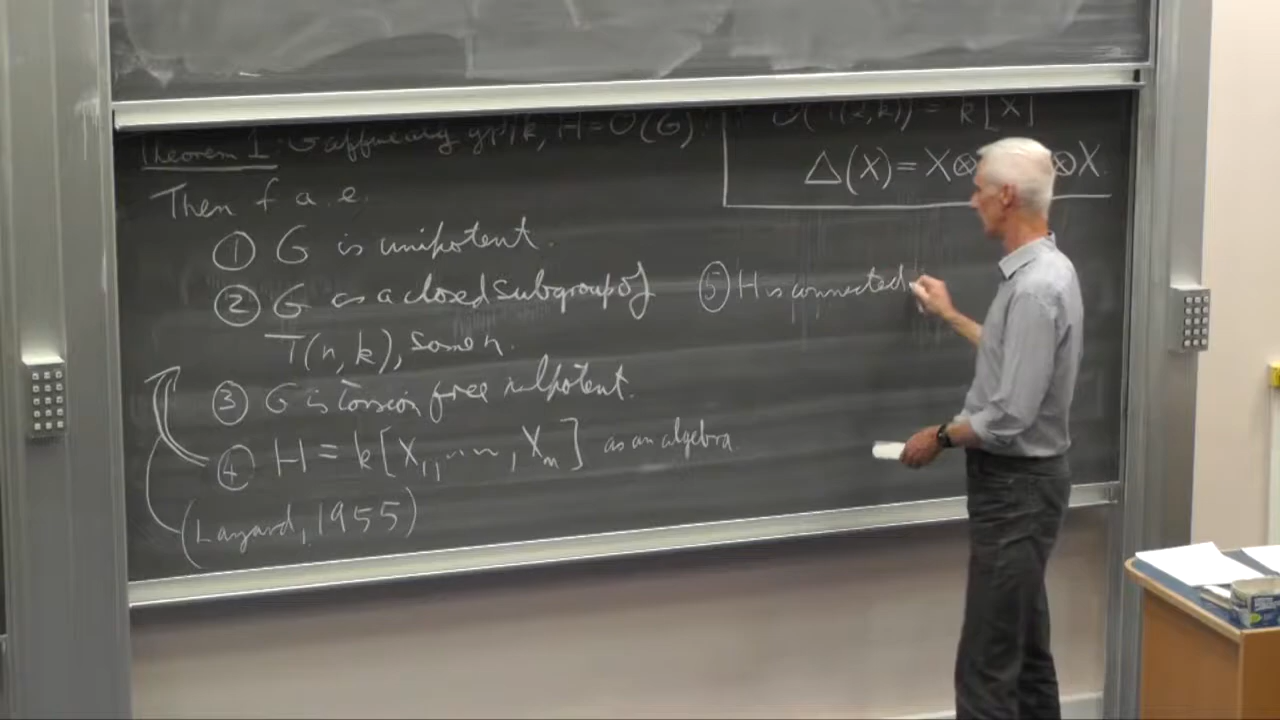 Theorem 1: G affine alg gp/k, H = O(G).
Then f.a.e.
① G is unipotent.
② G is a closed subgroup of
T(n, k), some n.
③ G is torsion free nilpotent.
④ H = k[X₁, ..., Xₘ] as an algebra.
(Lazard, 1955)
= k[X]
Δ(X) = X⊗ ⊗X.
⑤ H is connected